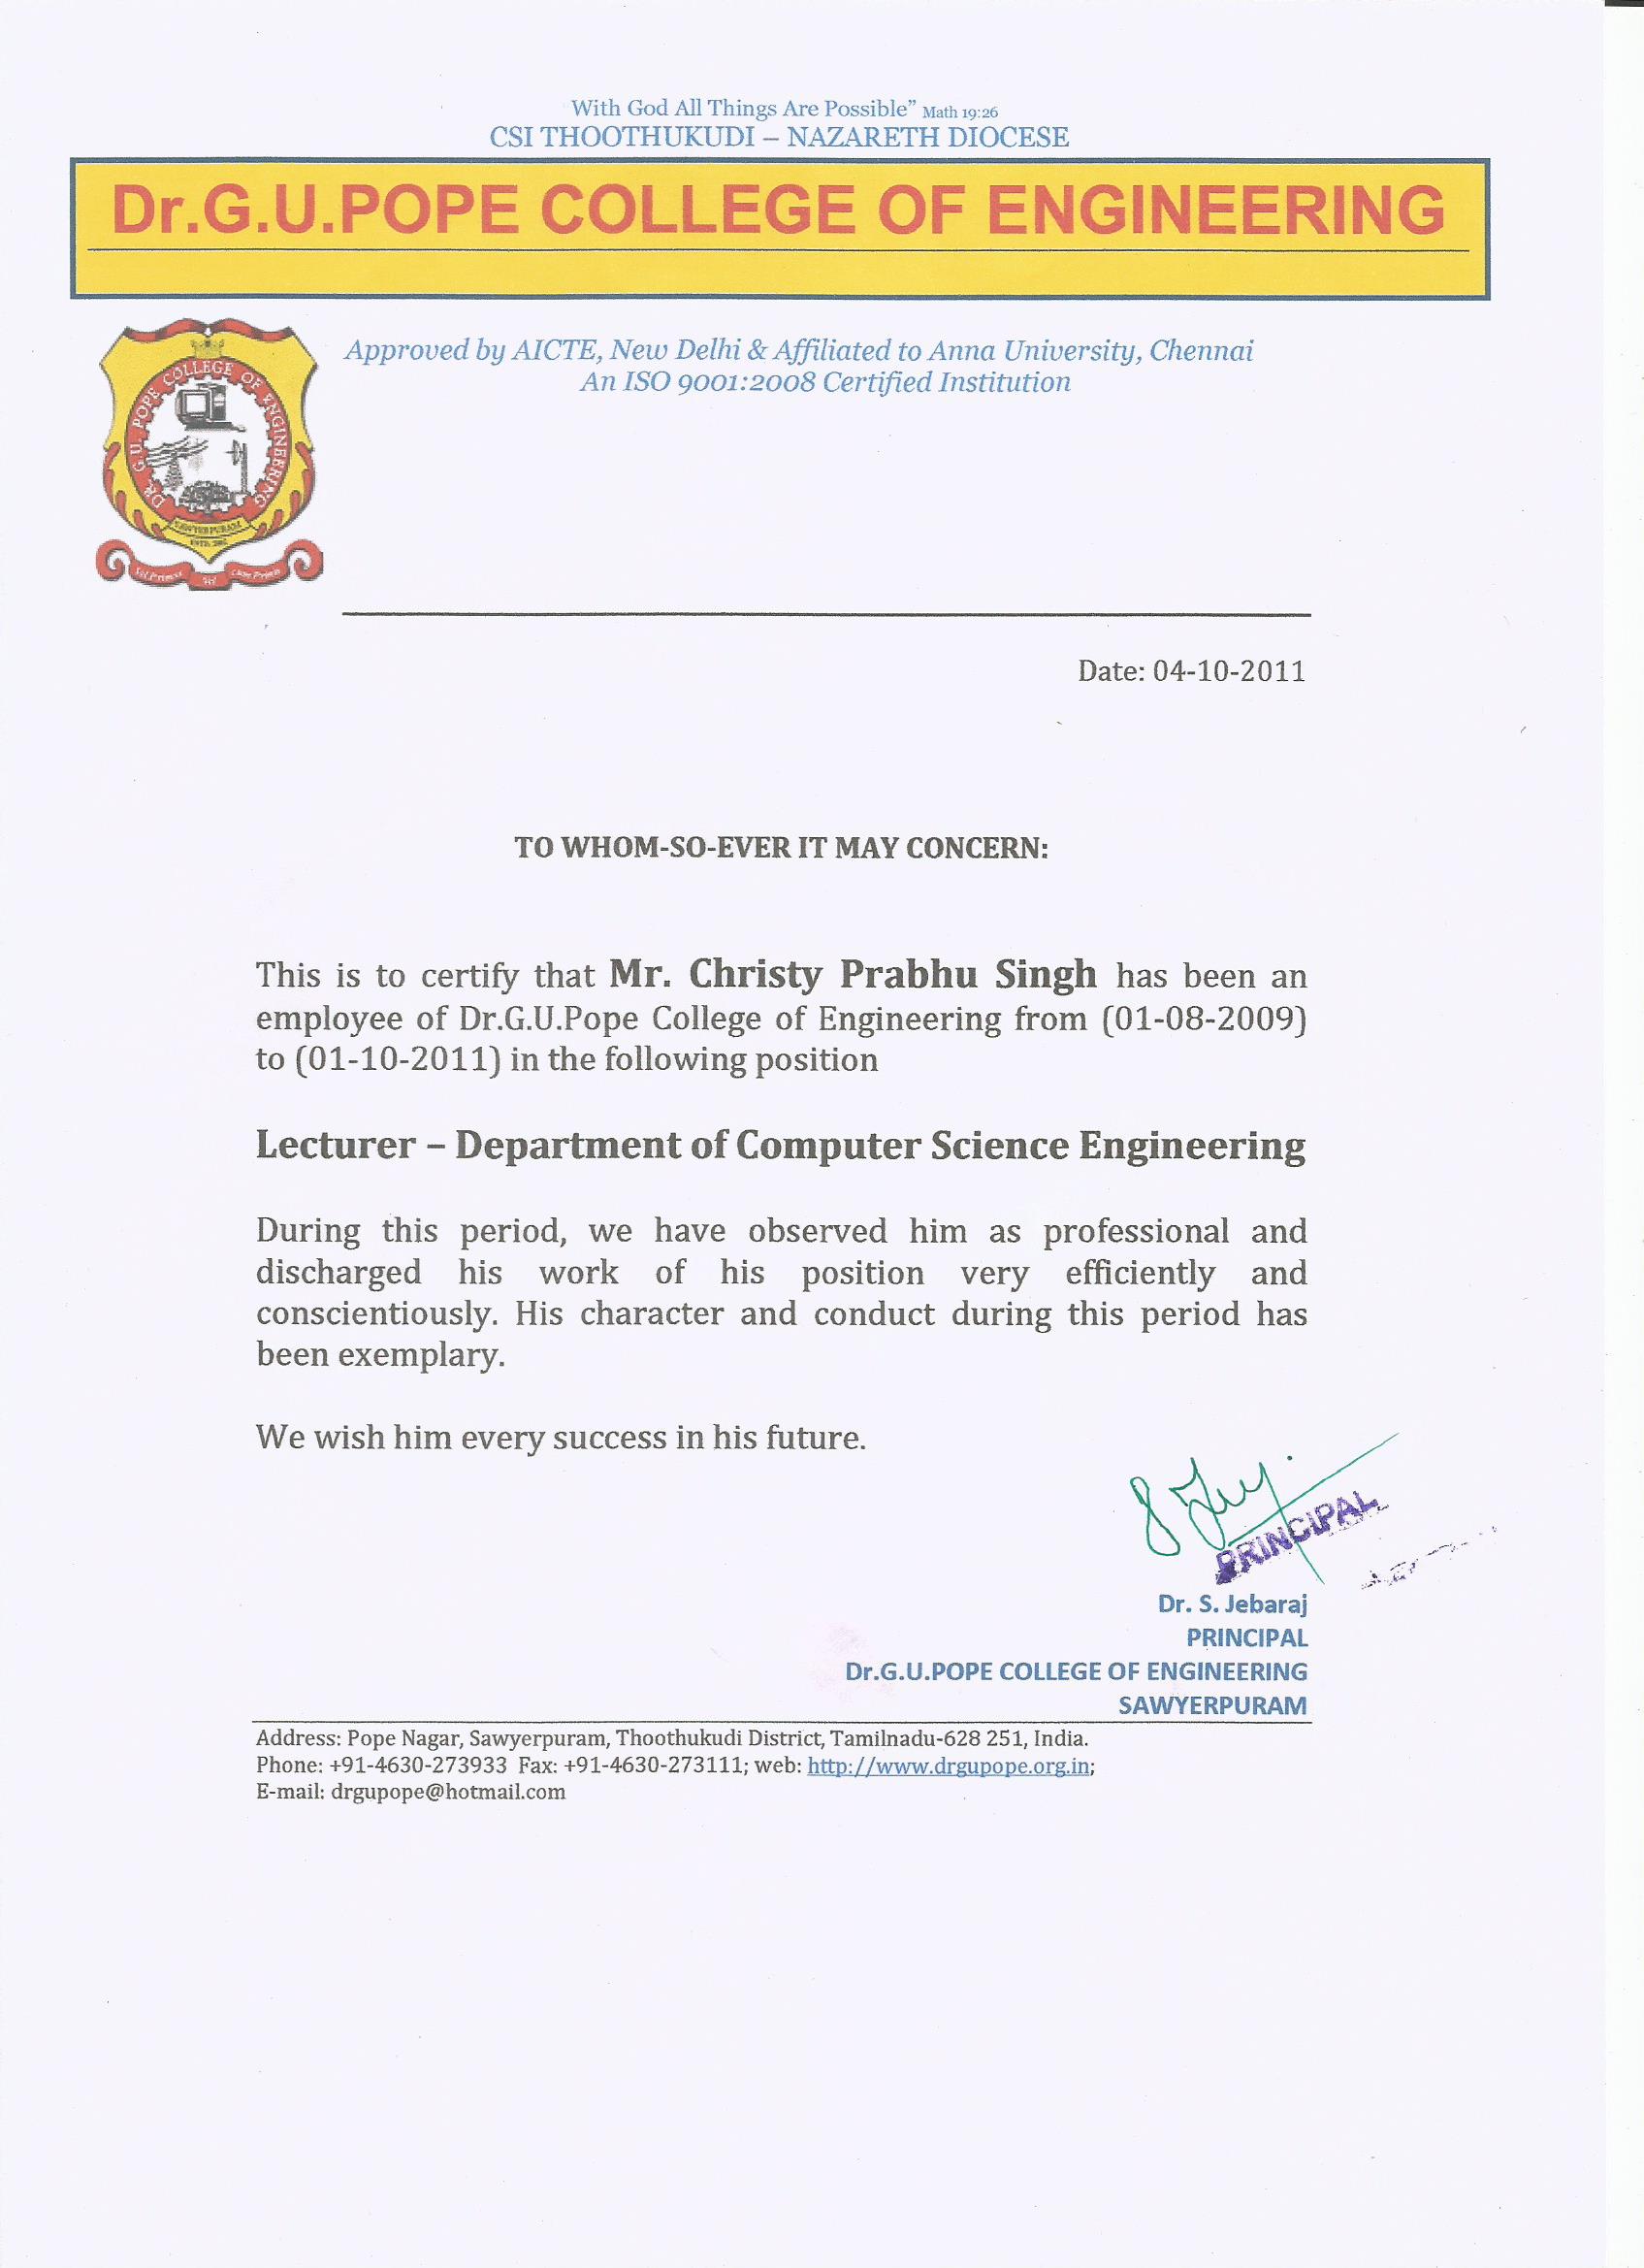 With God All Things Are Possible” Math 19:26
CSI THOOTHUKUDI – NAZARETH DIOCESE
Dr.G.U.POPE COLLEGE OF ENGINEERING
Approved by AICTE, New Delhi & Affiliated to Anna University, Chennai
An ISO 9001:2008 Certified Institution
DR. G.U. POPE COLLEGE OF ENGINEERING
SAWYERPURAM
Date: 04-10-2011
TO WHOM-SO-EVER IT MAY CONCERN:
This is to certify that Mr. Christy Prabhu Singh has been an
employee of Dr.G.U.Pope College of Engineering from (01-08-2009)
to (01-10-2011) in the following position
Lecturer – Department of Computer Science Engineering
During this period, we have observed him as professional and
discharged his work of his position very efficiently and
conscientiously. His character and conduct during this period has
been exemplary.
We wish him every success in his future.
PRINCIPAL
Dr. S. Jebaraj
PRINCIPAL
Dr.G.U.POPE COLLEGE OF ENGINEERING
SAWYERPURAM
Address: Pope Nagar, Sawyerpuram, Thoothukudi District, Tamilnadu-628 251, India.
Phone: +91-4630-273933 Fax: +91-4630-273111; web: http://www.drgupope.org.in;
E-mail: drgupope@hotmail.com